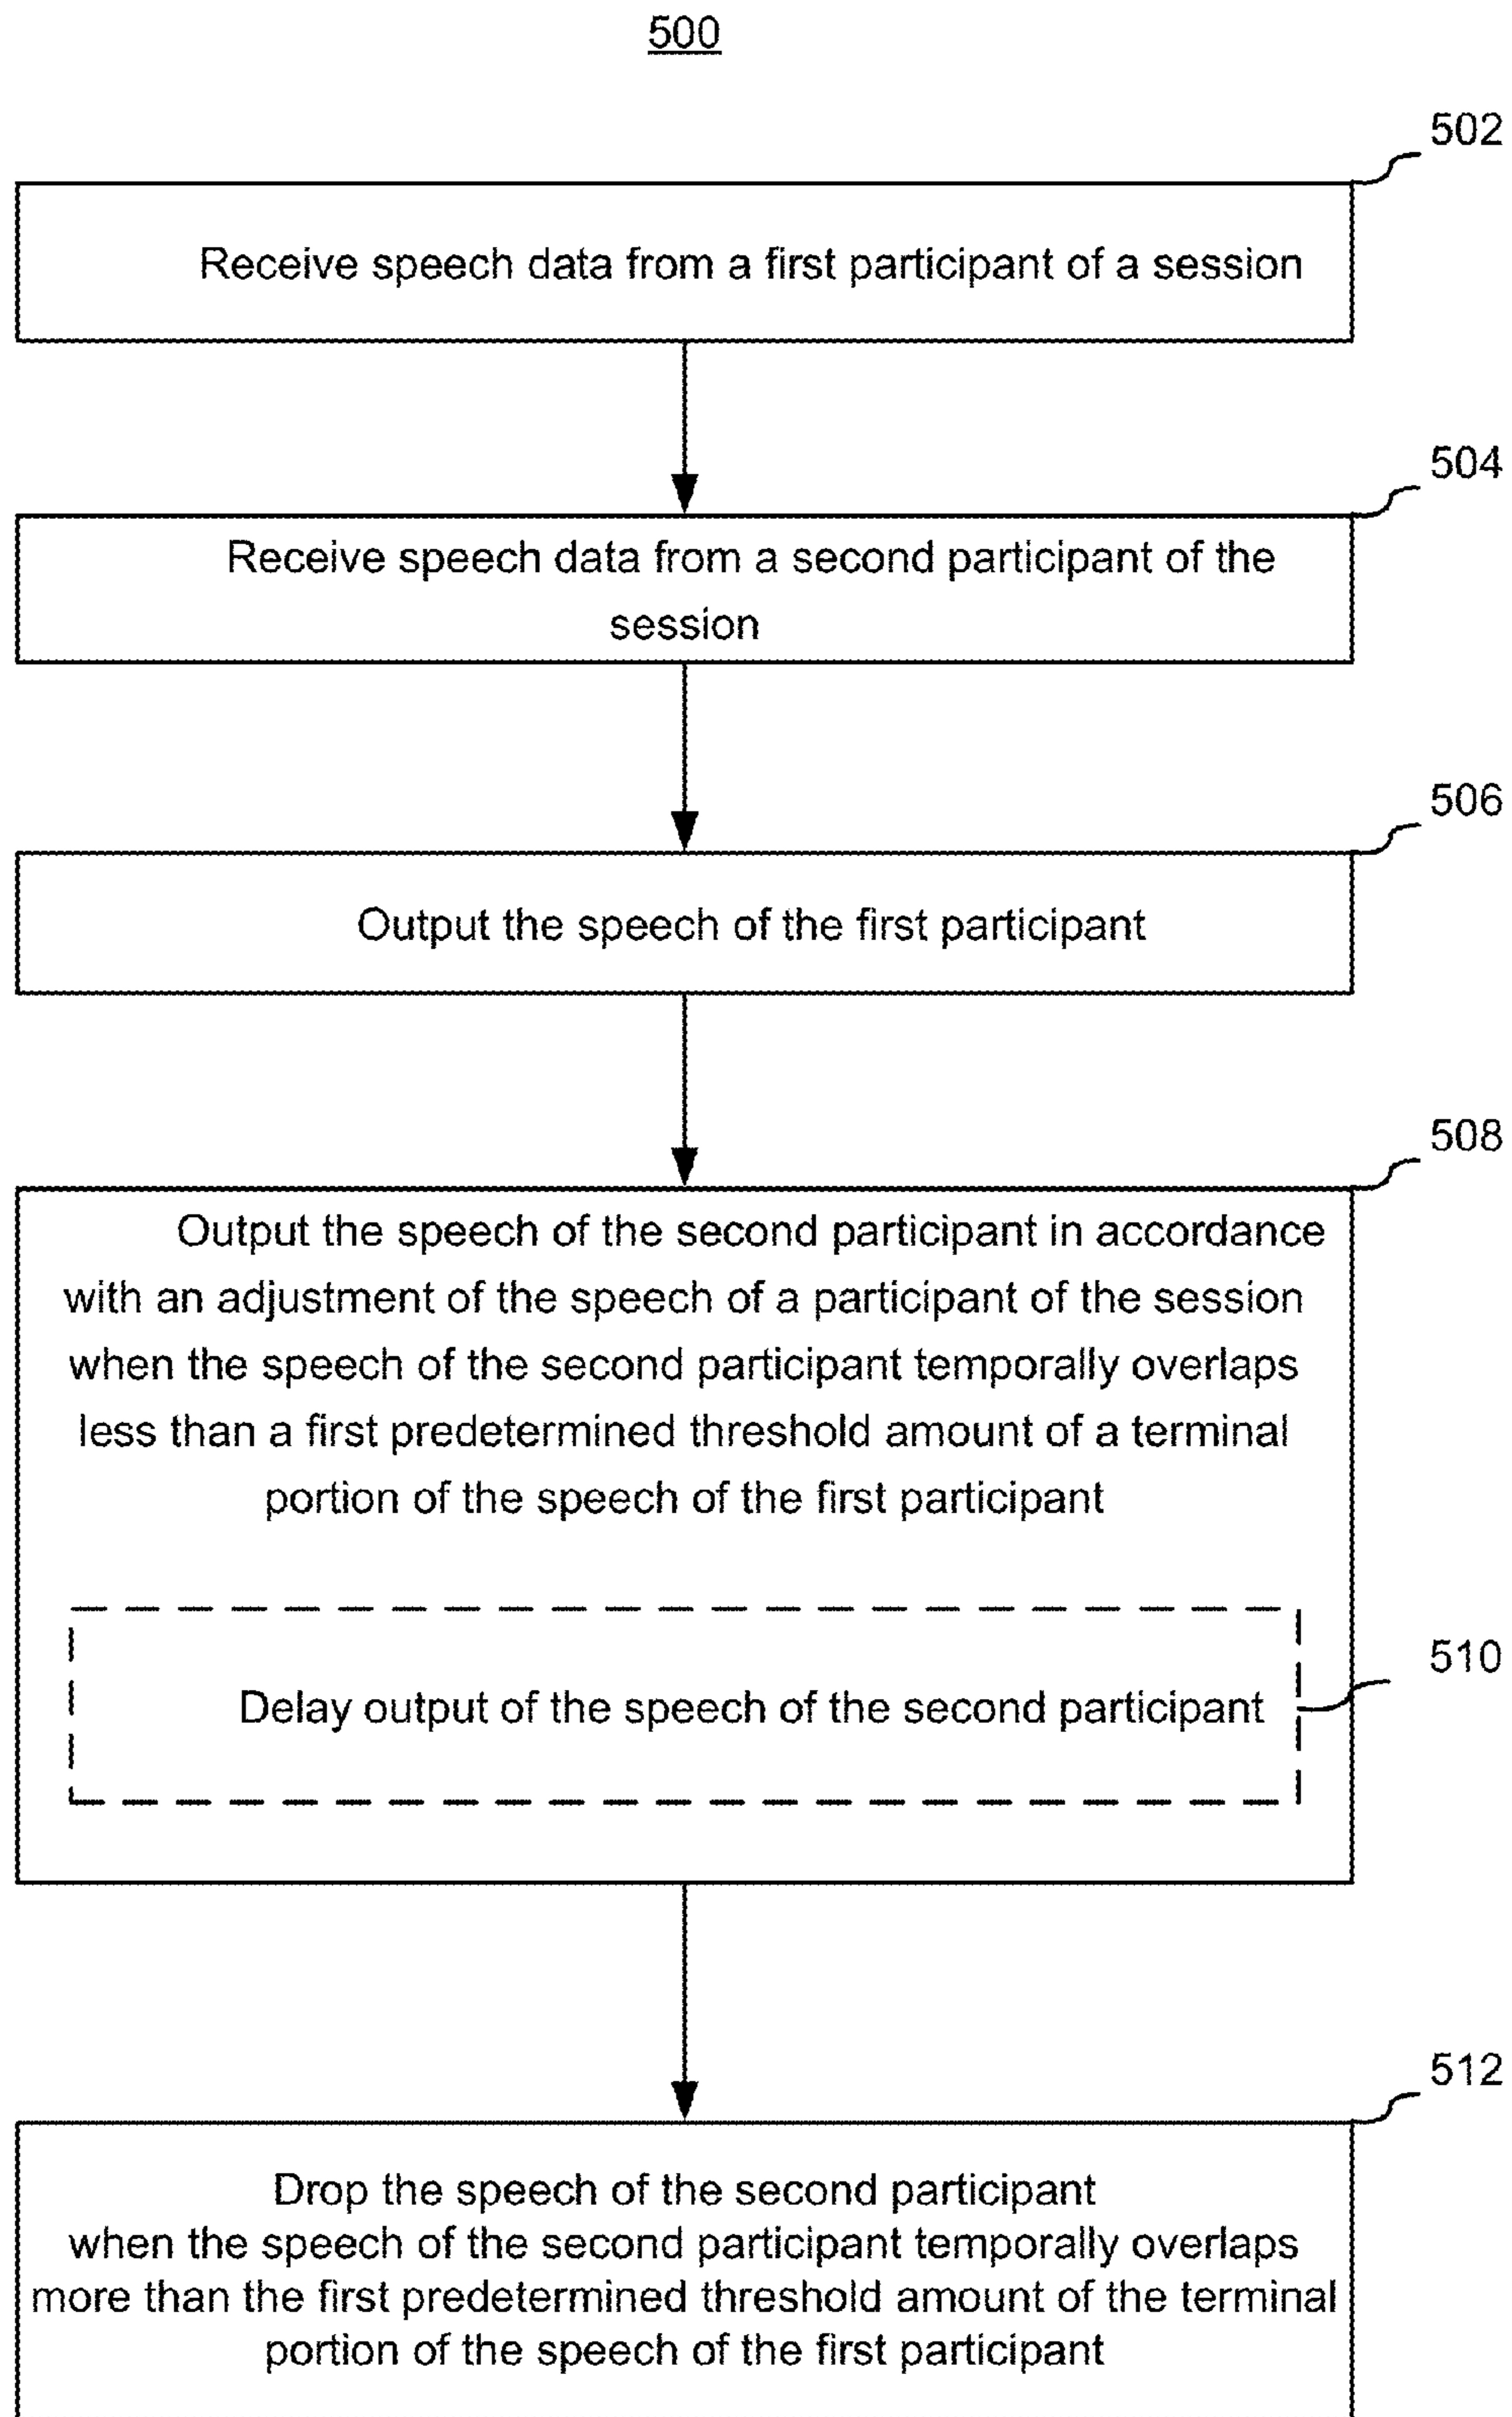 500
502
Receive speech data from a first participant of a session
504
Receive speech data from a second participant of the
session
506
Output the speech of the first participant
508
Output the speech of the second participant in accordance
with an adjustment of the speech of a participant of the session
when the speech of the second participant temporally overlaps
less than a first predetermined threshold amount of a terminal
portion of the speech of the first participant
510
Delay output of the speech of the second participant
512
Drop the speech of the second participant
when the speech of the second participant temporally overlaps
more than the first predetermined threshold amount of the terminal
portion of the speech of the first participant